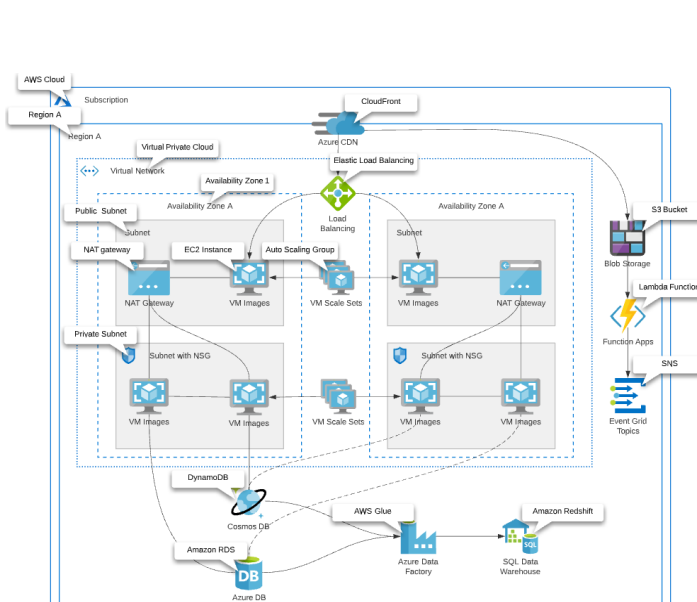 AWS Cloud
Subscription
CloudFront
Region A
Region A
Azure CDN
Virtual Private Cloud
Elastic Load Balancing
Virtual Network
Availability Zone 1
Availability Zone A
Availability Zone A
Public Subnet
Load
Balancing
S3 Bucket
Subnet
Subnet
NAT gateway
EC2 Instance
Auto Scaling Group
Blob Storage
NAT Gateway
VM Images
VM Scale Sets
VM Images
NAT Gateway
Lambda Function
Private Subnet
Function Apps
Subnet with NSG
Subnet with NSG
SNS
VM Images
VM Images
VM Scale Sets
VM Images
VM Images
Event Grid
Topics
DynamoDB
Cosmos DB
AWS Glue
Amazon Redshift
SQL
Amazon RDS
Azure Data
Factory
SQL Data
Warehouse
DB
Azure DB